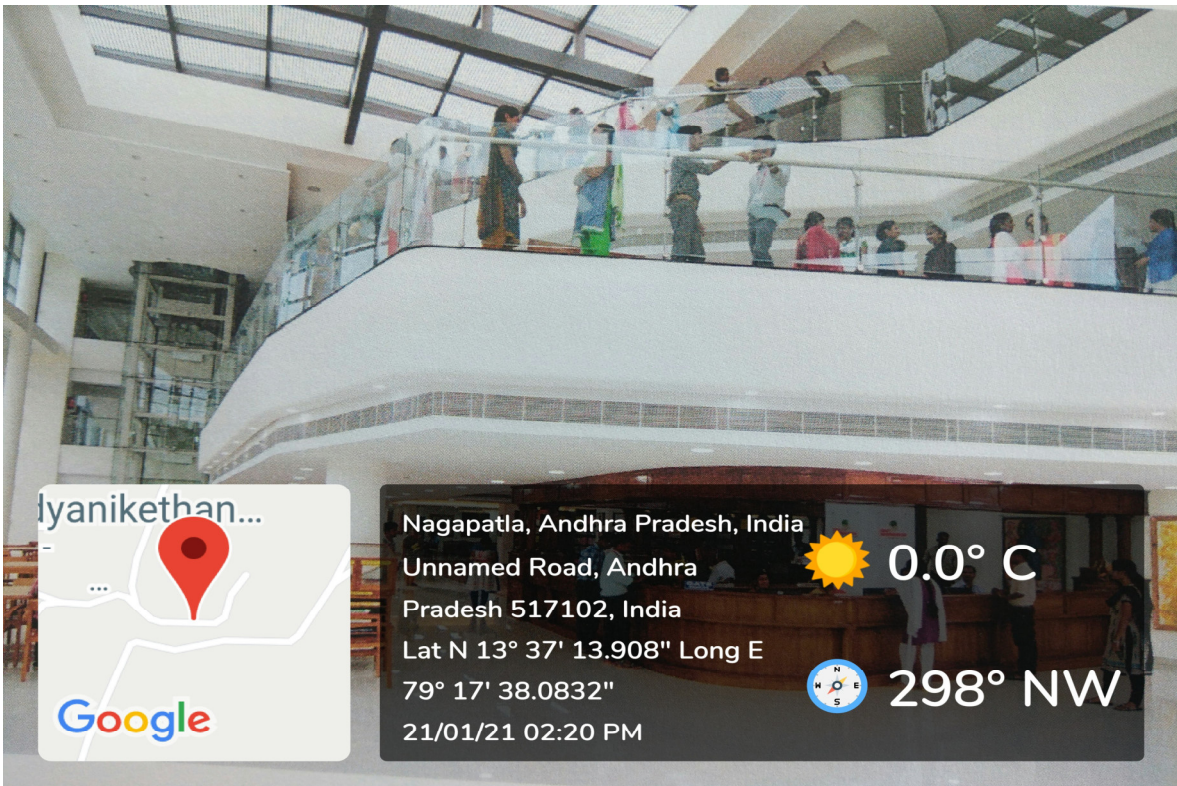 dyanikethan...
...
Google
Nagapatla, Andhra Pradesh, India
Unnamed Road, Andhra
Pradesh 517102, India
Lat N 13° 37' 13.908" Long E
79° 17' 38.0832"
21/01/21 02:20 PM
0.0° C
N
W E
S
298° NW